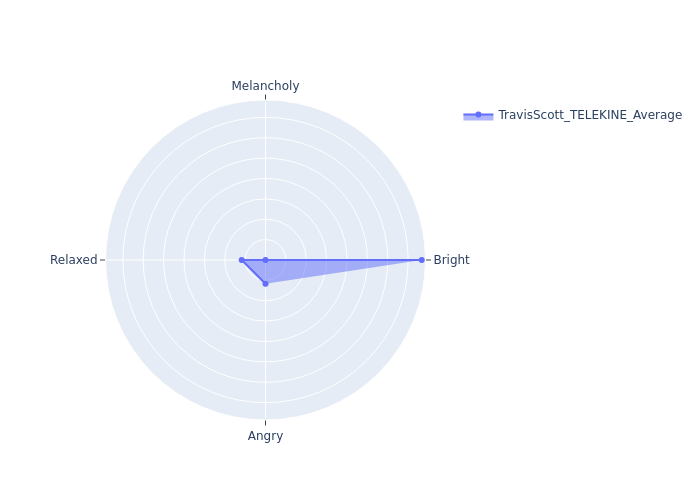 Melancholy
TravisScott_TELEKINE_Average
Relaxed
Bright
Angry